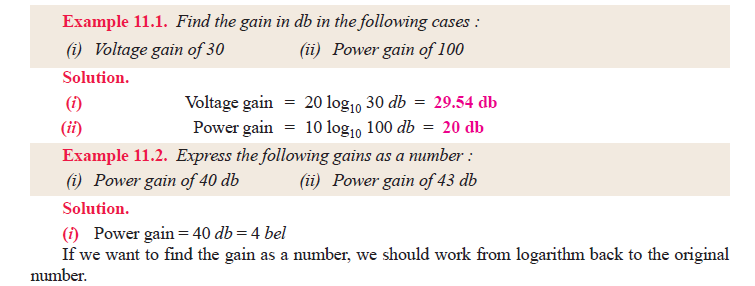 Example 11.1. Find the gain in db in the following cases :
(i) Voltage gain of 30 (ii) Power gain of 100
Solution.
(i) Voltage gain = 20 log₁₀ 30 db = 29.54 db
(ii) Power gain = 10 log₁₀ 100 db = 20 db
Example 11.2. Express the following gains as a number :
(i) Power gain of 40 db (ii) Power gain of 43 db
Solution.
(i) Power gain = 40 db = 4 bel
If we want to find the gain as a number, we should work from logarithm back to the original
number.